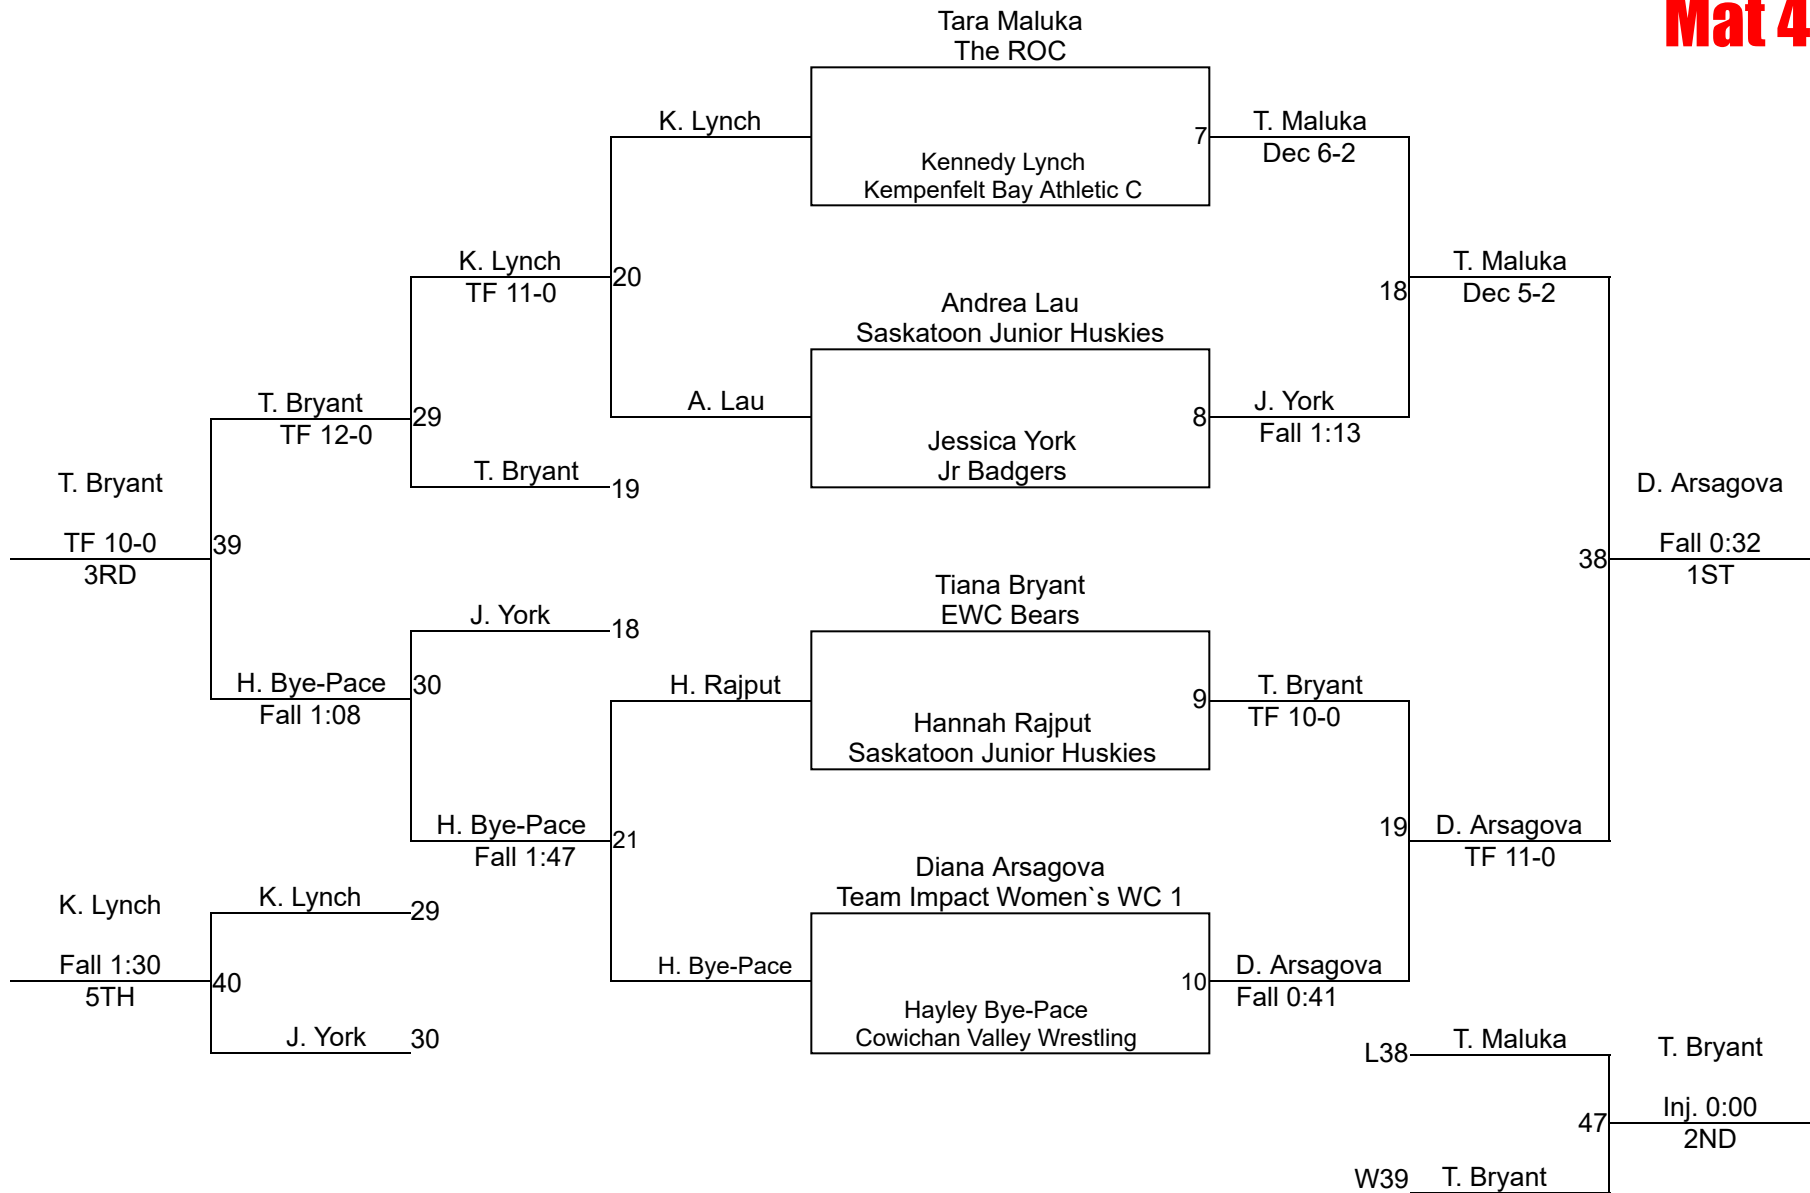 Mat 4
Tara Maluka
The ROC
K. Lynch
7
T. Maluka
Dec 6-2
Kennedy Lynch
Kempenfelt Bay Athletic C
K. Lynch
TF 11-0
20
T. Maluka
Dec 5-2
18
Andrea Lau
Saskatoon Junior Huskies
T. Bryant
TF 12-0
29
A. Lau
8
J. York
Fall 1:13
Jessica York
Jr Badgers
T. Bryant
19
T. Bryant
TF 10-0
3RD
39
D. Arsagova
Fall 0:32
1ST
38
Tiana Bryant
EWC Bears
J. York
18
H. Bye-Pace
Fall 1:08
30
H. Rajput
9
T. Bryant
TF 10-0
Hannah Rajput
Saskatoon Junior Huskies
H. Bye-Pace
Fall 1:47
21
19
D. Arsagova
TF 11-0
Diana Arsagova
Team Impact Women`s WC 1
K. Lynch
Fall 1:30
5TH
K. Lynch
29
40
J. York
30
H. Bye-Pace
10
D. Arsagova
Fall 0:41
Hayley Bye-Pace
Cowichan Valley Wrestling
L38
T. Maluka
T. Bryant
Inj. 0:00
2ND
47
W39
T. Bryant